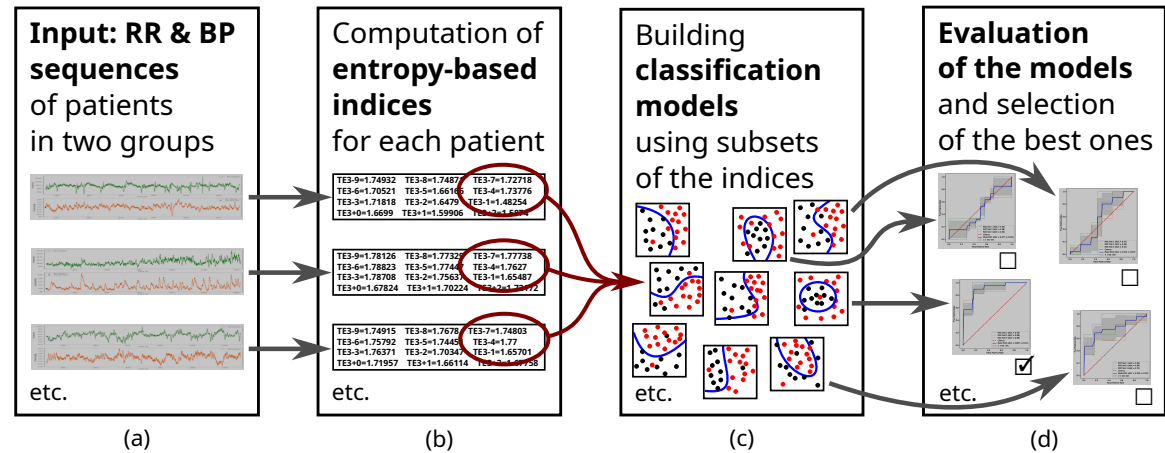 Input: RR & BP
sequences
of patients
in two groups
etc.
(a)
Computation of
entropy-based
indices
for each patient
TE3-9=1.74932 TE3-8=1.7487 TE3-7=1.72718
TE3-6=1.70521 TE3-5=1.66166 TE3-4=1.73776
TE3-3=1.71818 TE3-2=1.6479 TE3-1=1.48254
TE3+0=1.6699 TE3+1=1.59906
TE3-9=1.78126 TE3-8=1.77329 TE3-7=1.77738
TE3-6=1.78823 TE3-5=1.77447 TE3-4=1.7627
TE3-3=1.78708 TE3-2=1.75637 TE3-1=1.65487
TE3+0=1.67824 TE3+1=1.70224
TE3-9=1.74915 TE3-8=1.7678 TE3-7=1.74803
TE3-6=1.75792 TE3-5=1.7445 TE3-4=1.77
TE3-3=1.76371 TE3-2=1.70347 TE3-1=1.65701
TE3+0=1.71957 TE3+1=1.66114
etc.
(b)
Building
classification
models
using subsets
of the indices
etc.
(c)
Evaluation
of the models
and selection
of the best ones
etc.
(d)